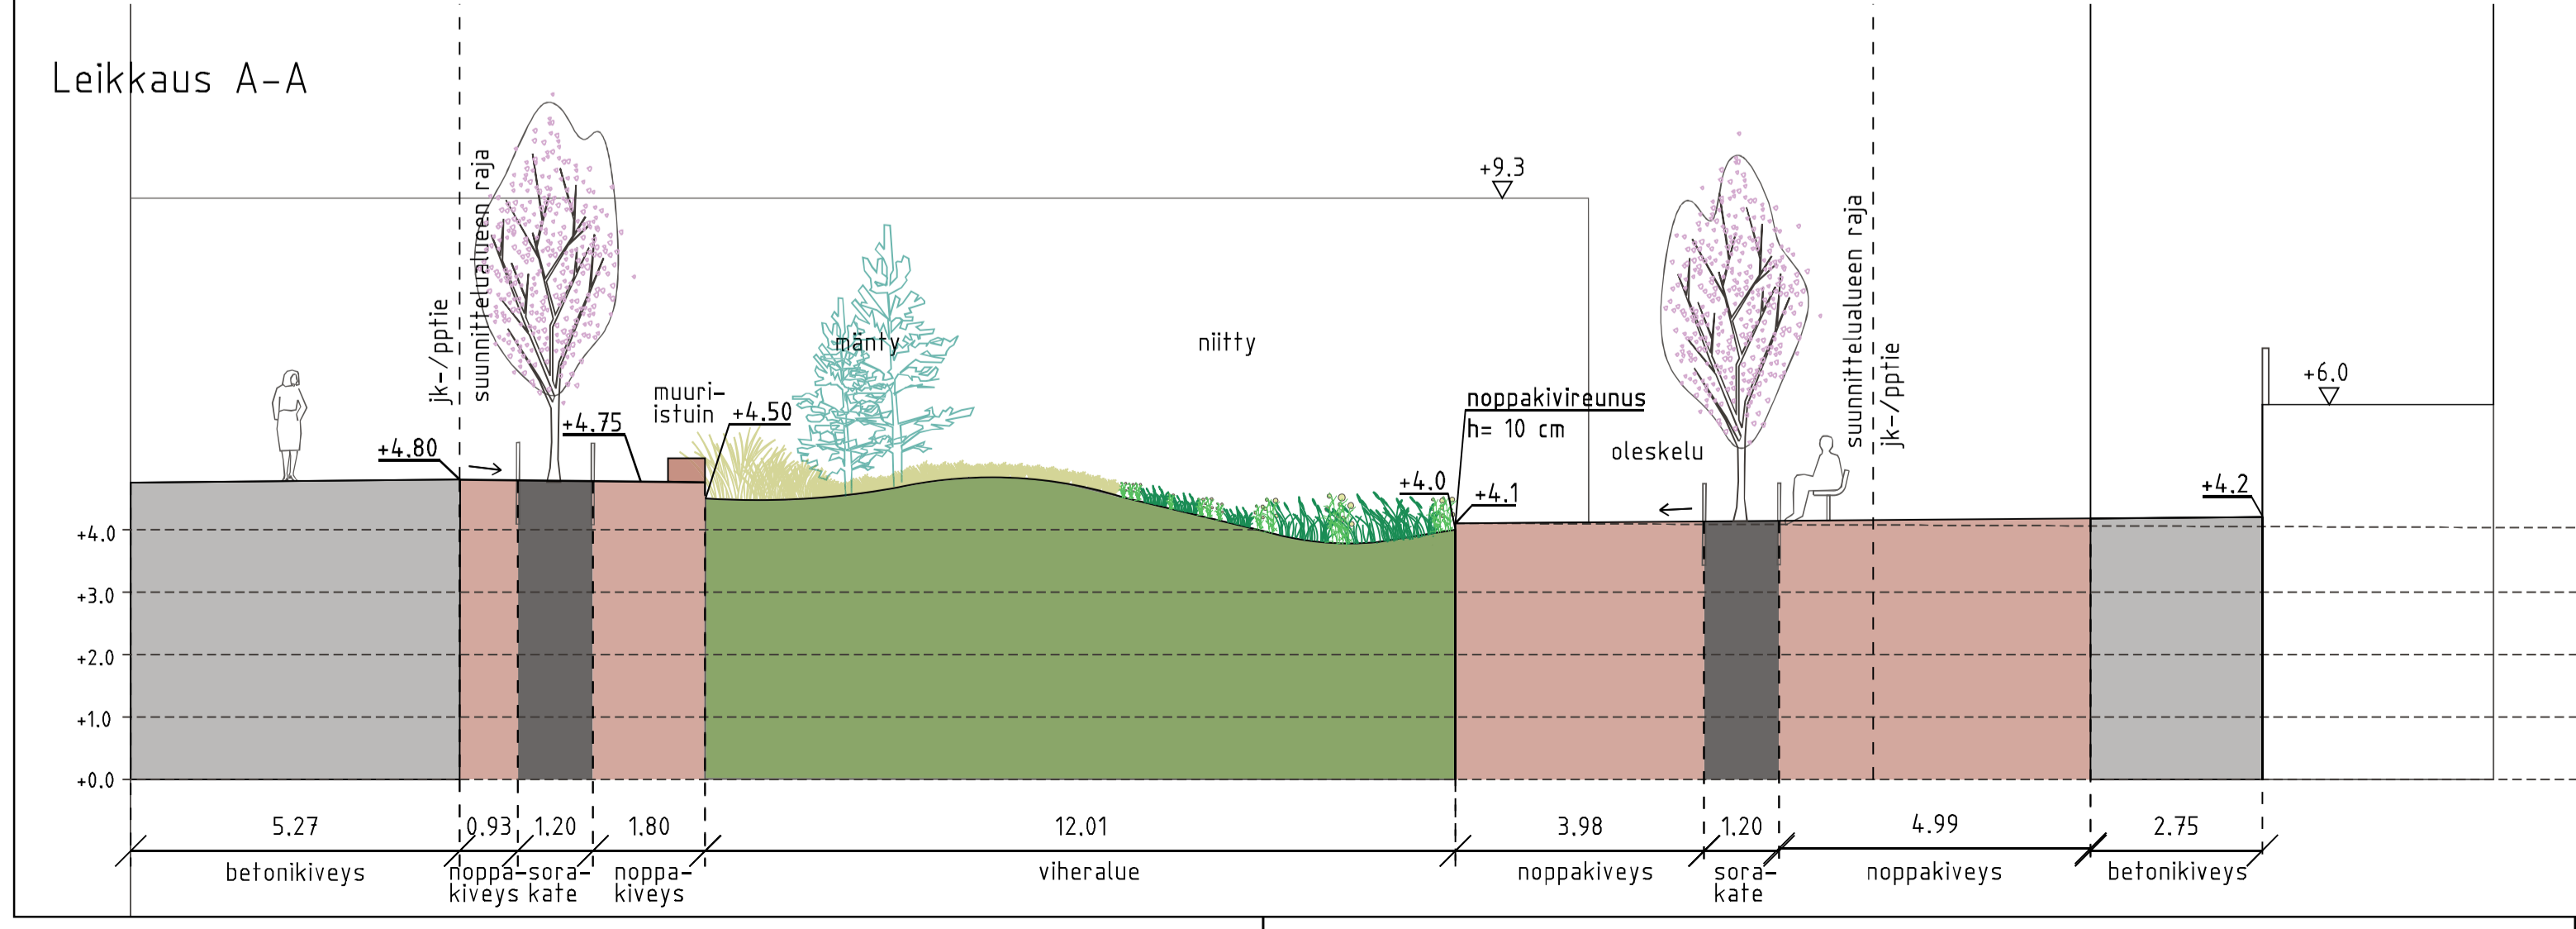 Leikkaus A-A
jk-/pptie
suunnittelualueen raja
+9.3
mänty
niitty
muuri-
istuin
+4.50
+4.75
+4.80
noppakivireunus
h= 10 cm
+4.0
+4.1
oleskelu
suunnittelualueen raja
jk-/pptie
+6.0
+4.2
+4.0
+3.0
+2.0
+1.0
+0.0
5.27
0.93
1.20
1.80
12.01
3.98
1.20
4.99
2.75
betonikiveys
noppa-
kiveys
sora-
kate
noppa-
kiveys
viheralue
noppakiveys
sora-
kate
noppakiveys
betonikiveys